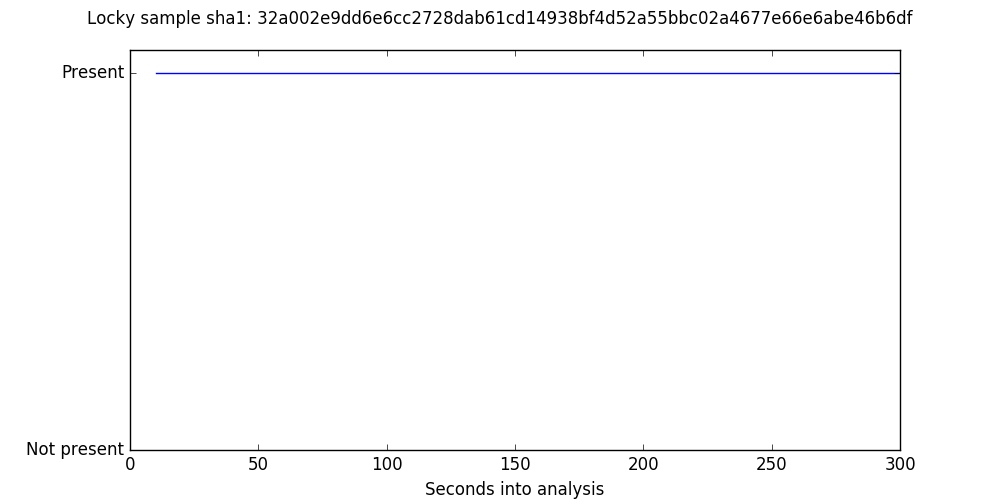 Locky sample sha1: 32a002e9dd6e6cc2728dab61cd14938bf4d52a55bbc02a4677e66e6abe46b6df
Present
Not present
0 50 100 150 200 250 300
Seconds into analysis